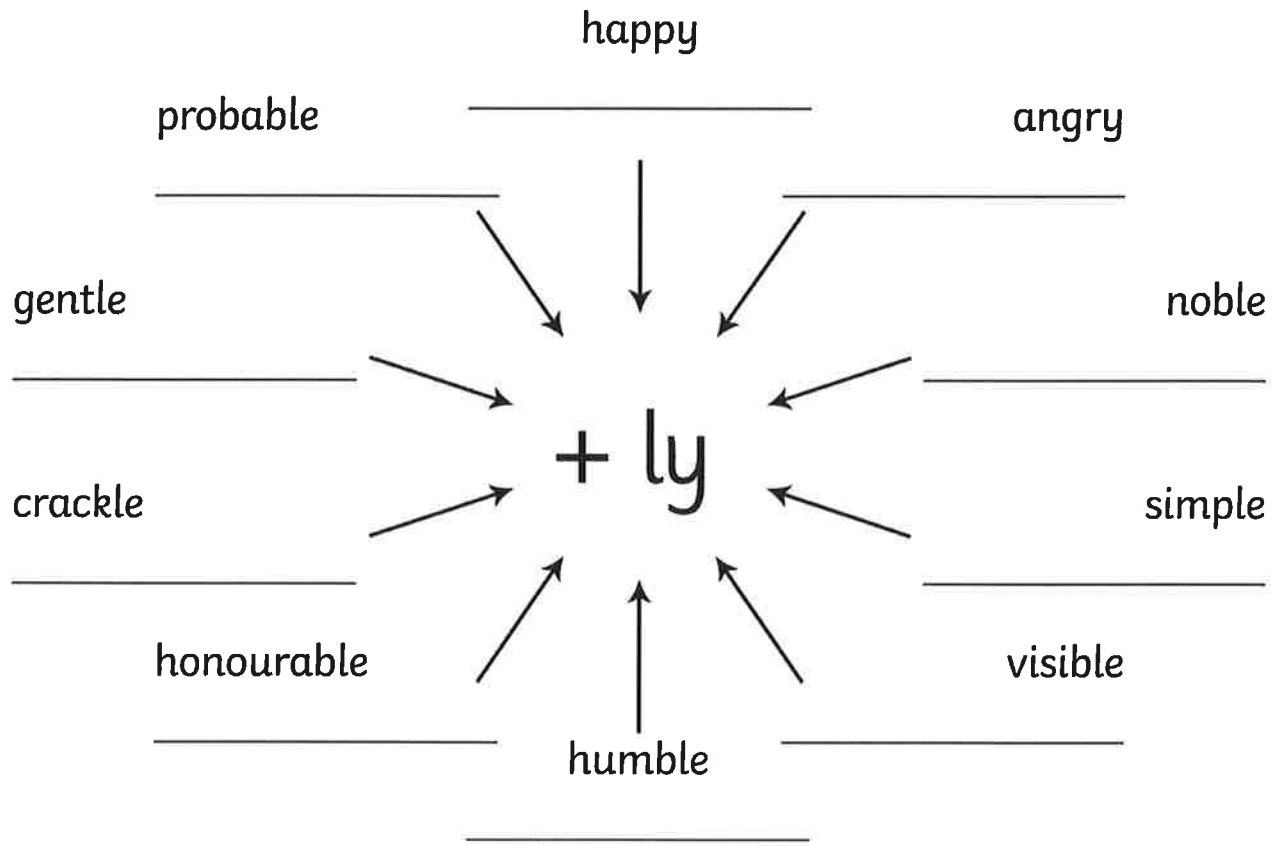 happy
probable
angry
gentle
noble
+ ly
crackle
simple
honourable
visible
humble